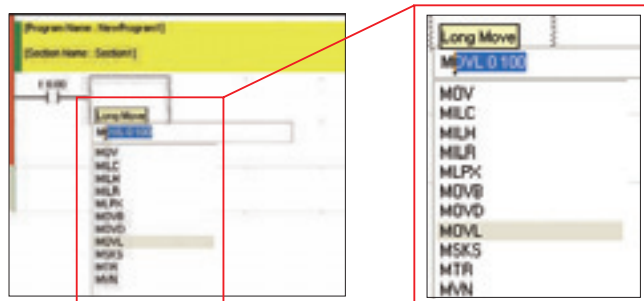 [Program Name : NewProgram1]
[Section Name : Section1]
I: 0.00
Long Move
MOVL 0 100
MOV
MILC
MILH
MILR
MLPX
MOVB
MOVD
MOVL
MSKS
MTR
MVN
Long Move
MOVL 0 100
MOV
MILC
MILH
MILR
MLPX
MOVB
MOVD
MOVL
MSKS
MTR
MVN